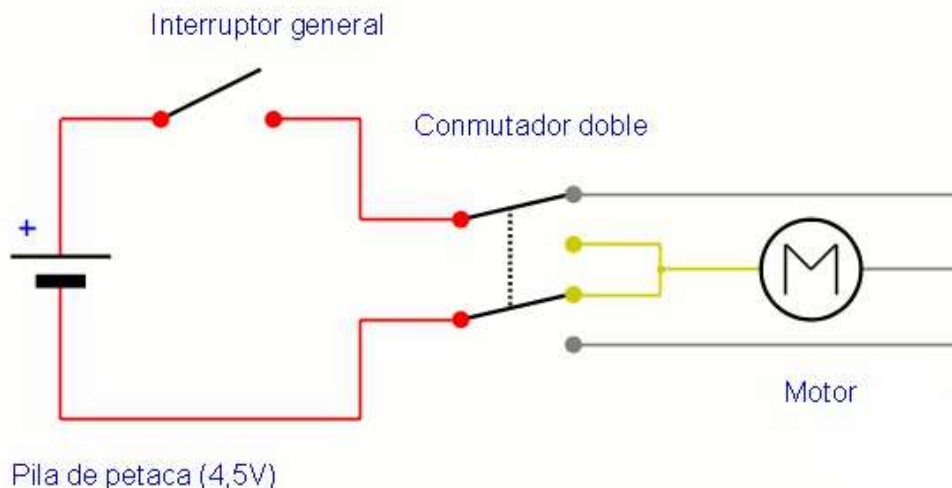 Interruptor general
Conmutador doble
+
M
Motor
Pila de petaca (4,5V)